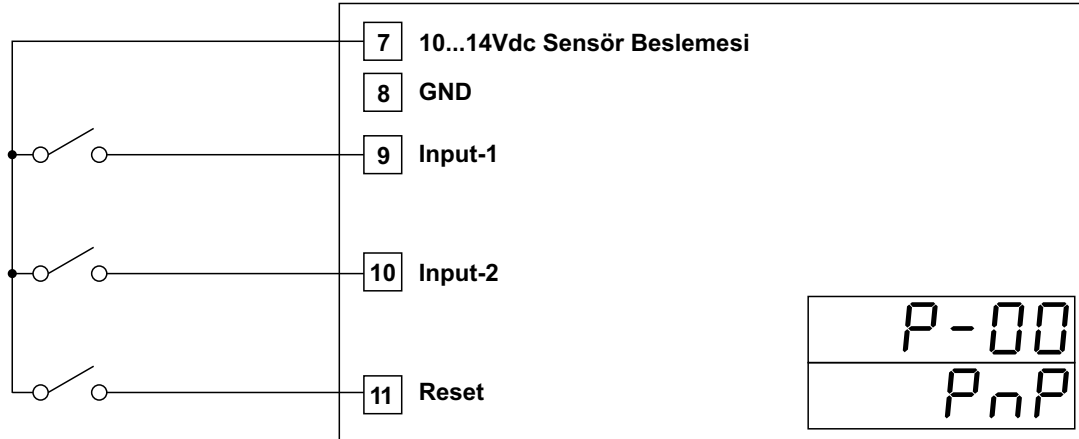 7 10...14Vdc Sensör Beslemesi
8 GND
9 Input-1
10 Input-2
11 Reset
P-00
PnP